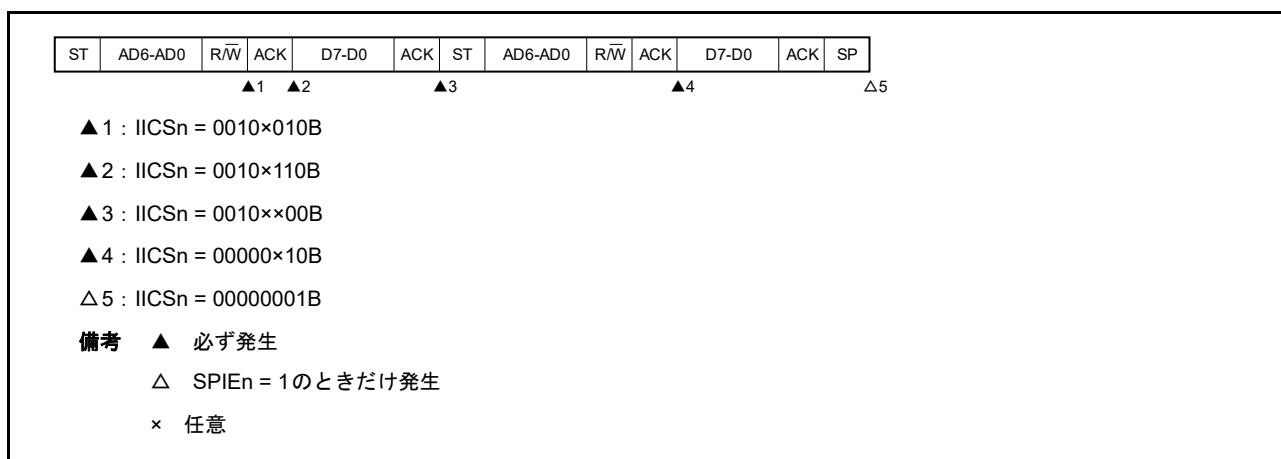 ST AD6-AD0 R/W̅ ACK D7-D0 ACK ST AD6-AD0 R/W̅ ACK D7-D0 ACK SP
▲1 ▲2 ▲3 ▲4 △5
▲1：IICSn = 0010×010B
▲2：IICSn = 0010×110B
▲3：IICSn = 0010××00B
▲4：IICSn = 00000×10B
△5：IICSn = 00000001B
備考 ▲ 必ず発生
△ SPIEn = 1のときだけ発生
× 任意